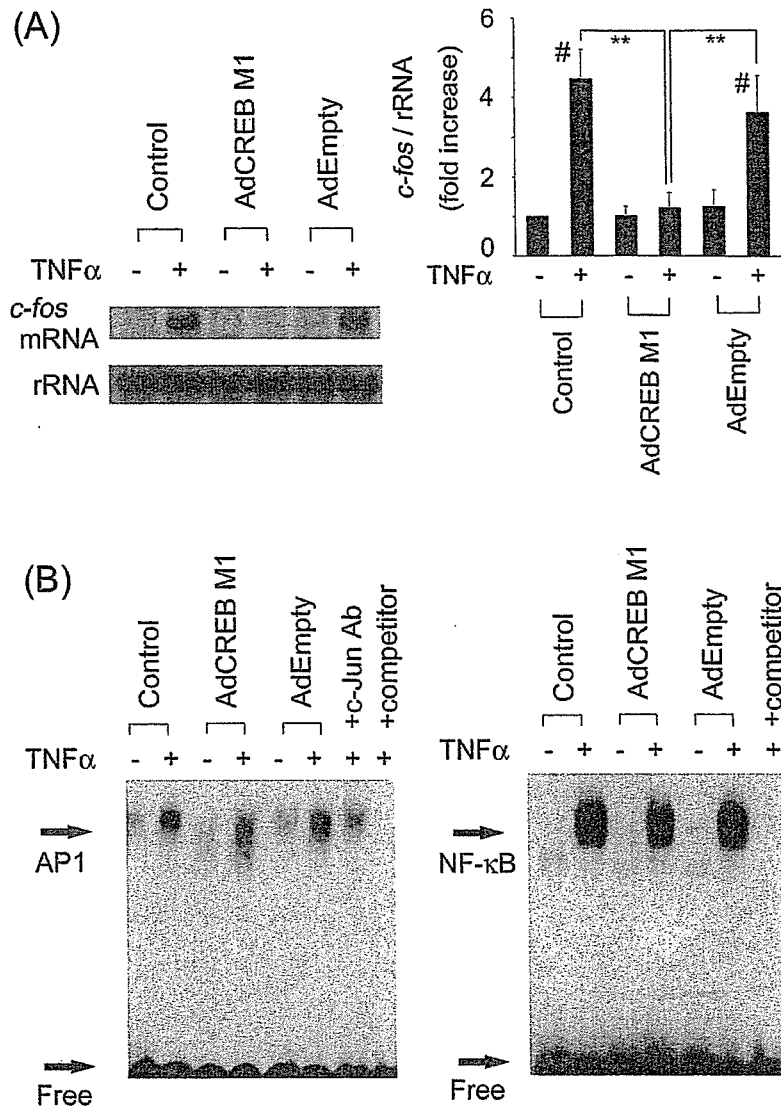 (A)
Control
AdCREB M1
AdEmpty
TNFα - + - + - +
c-fos
mRNA
rRNA
c-fos / rRNA
(fold increase)
6
4
2
0
#
**
**
#
TNFα - + - + - +
Control
AdCREB M1
AdEmpty
(B)
Control
AdCREB M1
AdEmpty
+c-Jun Ab
+competitor
TNFα - + - + - + + +
AP1
Free
Control
AdCREB M1
AdEmpty
+competitor
TNFα - + - + - + +
NF-κB
Free